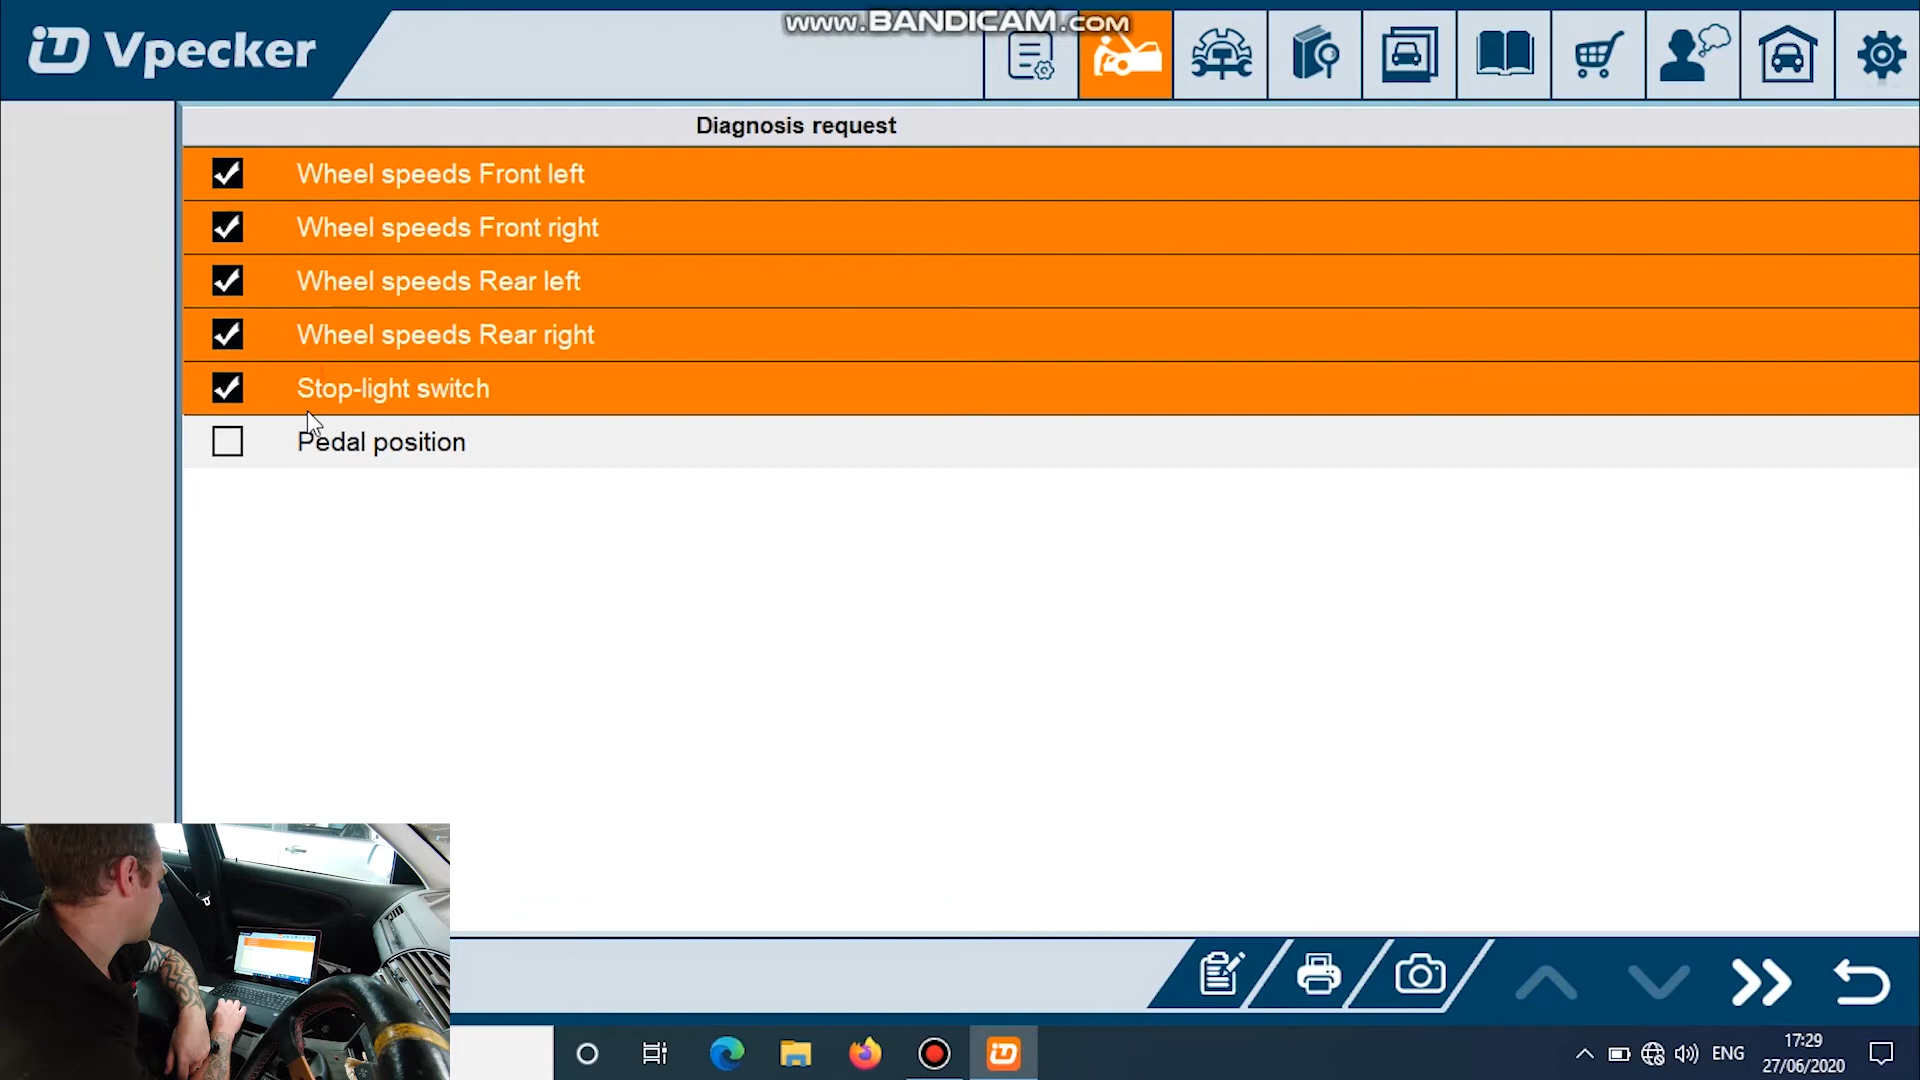 www.BANDICAM.com
Vpecker
Diagnosis request
Wheel speeds Front left
Wheel speeds Front right
Wheel speeds Rear left
Wheel speeds Rear right
Stop-light switch
Pedal position
ENG
17:29
27/06/2020